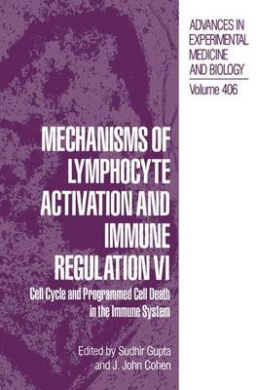 ADVANCES IN
EXPERIMENTAL
MEDICINE
AND BIOLOGY
Volume 406
MECHANISMS OF
LYMPHOCYTE
ACTIVATION AND
IMMUNE
REGULATION VI
Cell Cycle and Programmed Cell Death
in the Immune System
Edited by Sudhir Gupta
and J. John Cohen